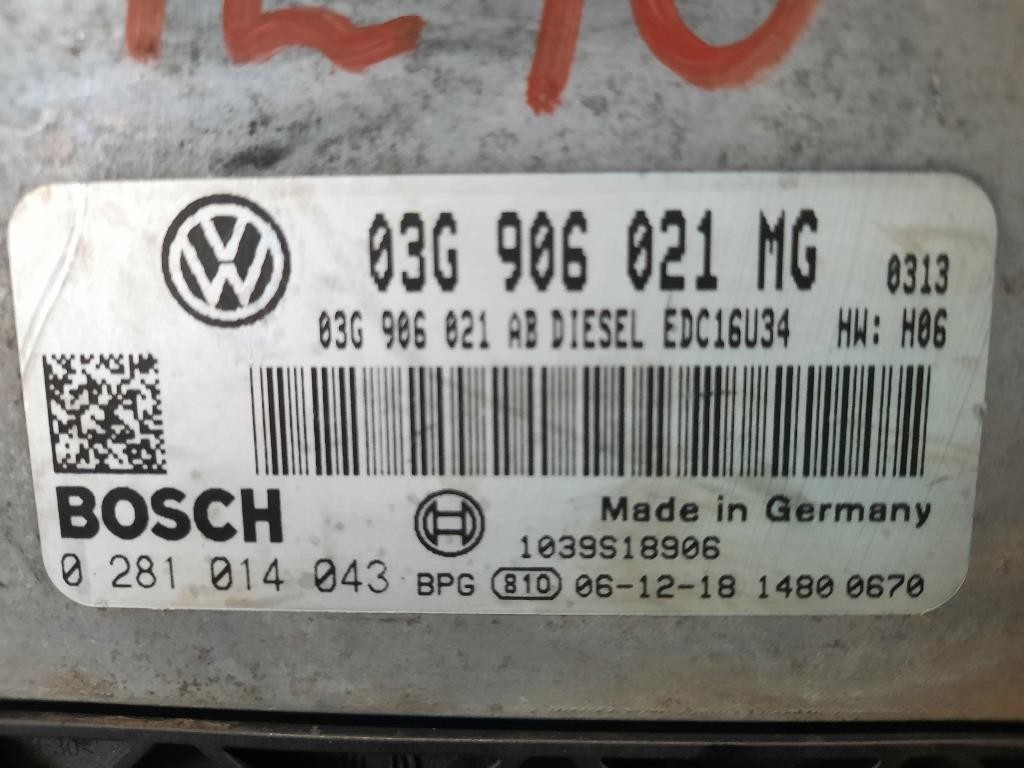 03G 906 021 MG 0313
03G 906 021 AB DIESEL EDC16U34 HW: H06
BOSCH
Made in Germany
1039S18906
0 281 014 043 BPG 810 06-12-18 1480 0670